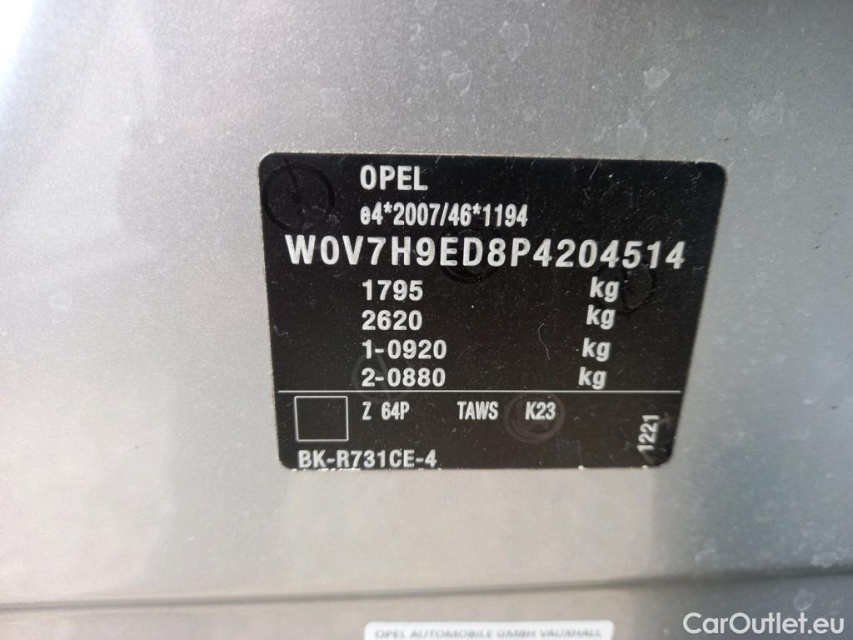 OPEL
e4*2007/46*1194
W0V7H9ED8P4204514
1795 kg
2620 kg
1-0920 kg
2-0880 kg
Z 64P TAWS K23
1221
BK-R731CE-4
OPEL AUTOMOBILE GMBH VAUXHALL
CarOutlet.eu